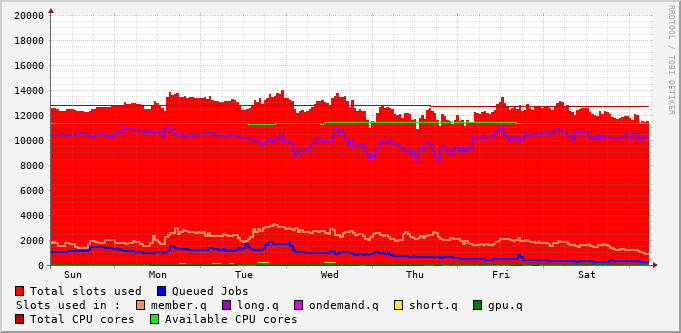 20000
18000
16000
14000
12000
10000
8000
6000
4000
2000
0
Sun Mon Tue Wed Thu Fri Sat
RRDTOOL / TOBI OETIKER
Total slots used Queued Jobs
Slots used in : member.q long.q ondemand.q short.q gpu.q
Total CPU cores Available CPU cores